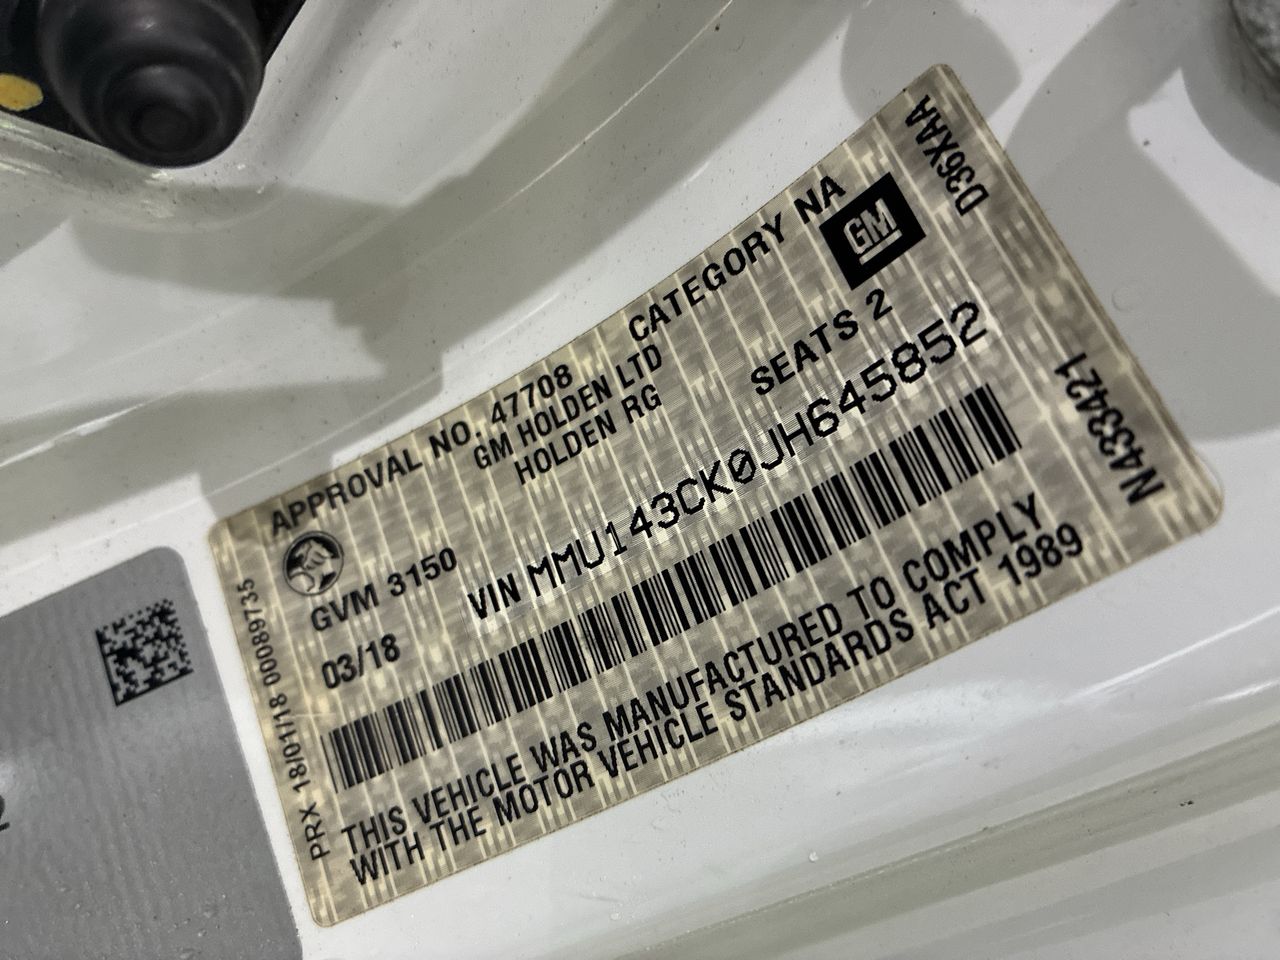 APPROVAL NO. 47708
CATEGORY NA
GM HOLDEN LTD
HOLDEN RG
GM
D36XAA
GVM 3150
SEATS 2
03/18
VIN MMU143CK0JH645852
N433421
THIS VEHICLE WAS MANUFACTURED TO COMPLY
WITH THE MOTOR VEHICLE STANDARDS ACT 1989
PRX 18/01/18 00089735